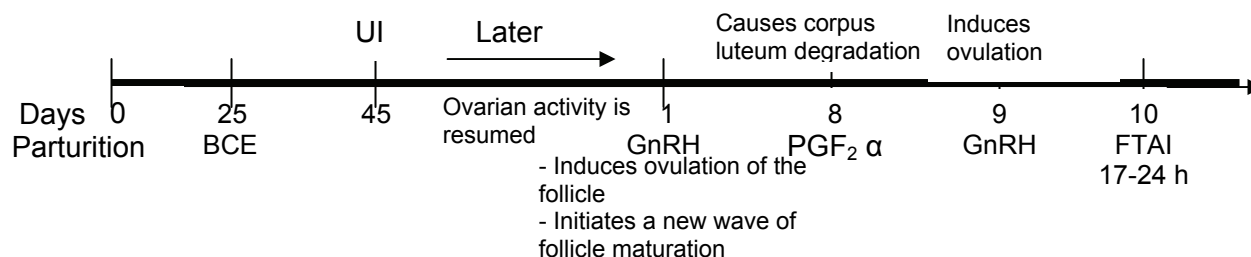 UI
Later
Causes corpus
luteum degradation
Induces
ovulation
Days 0 25 45 1 8 9 10
Parturition BCE
Ovarian activity is
resumed
GnRH PGF₂ α GnRH FTAI
17-24 h
- Induces ovulation of the
follicle
- Initiates a new wave of
follicle maturation